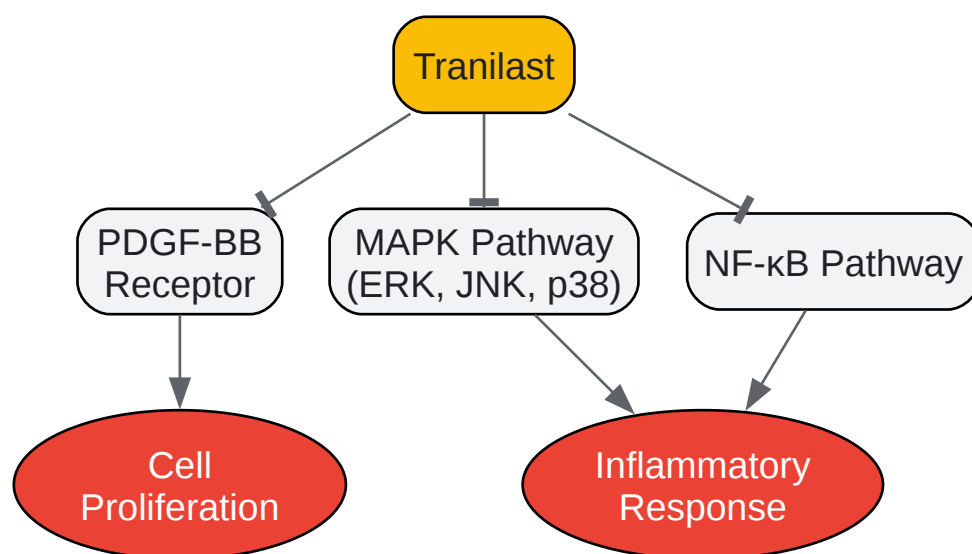 Tranilast
PDGF-BB
Receptor
MAPK Pathway
(ERK, JNK, p38)
NF-κB Pathway
Cell
Proliferation
Inflammatory
Response